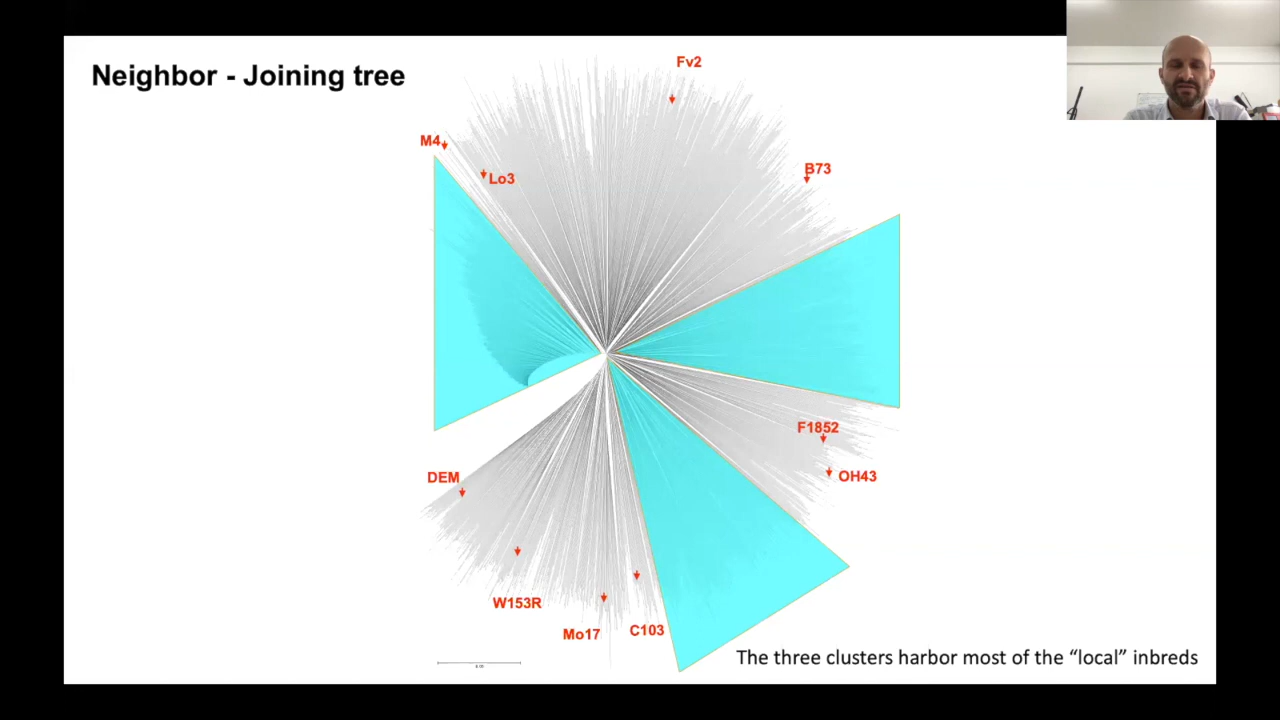 Neighbor - Joining tree
Fv2
M4
Lo3
B73
F1852
OH43
DEM
W153R
Mo17
C103
The three clusters harbor most of the “local” inbreds